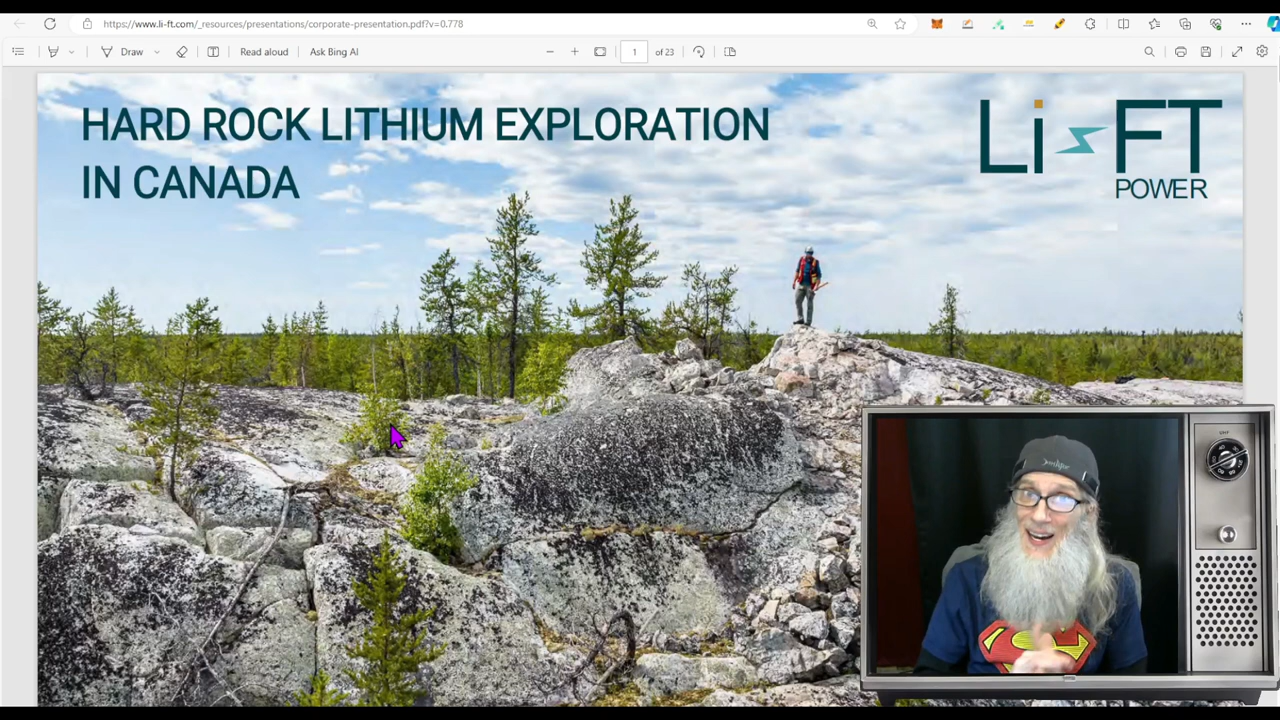 https://www.li-ft.com/_resources/presentations/corporate-presentation.pdf?v=0.778
Draw
Read aloud
Ask Bing AI
1 of 23
HARD ROCK LITHIUM EXPLORATION
IN CANADA
Li-FT
POWER